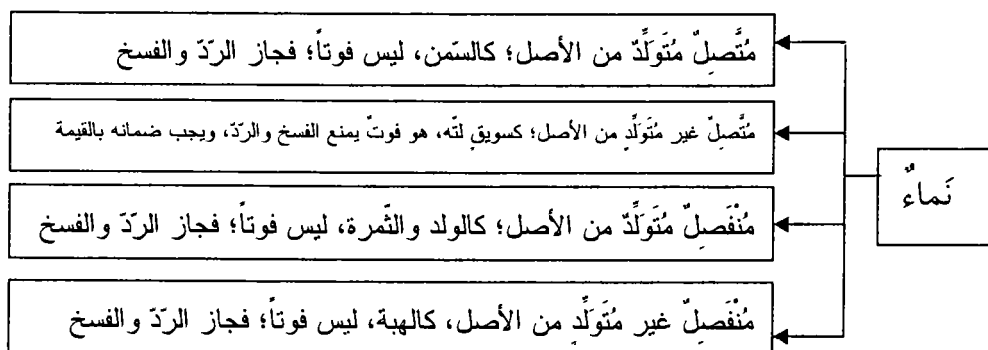 نَماءٌ
مُتَّصِلٌ مُتَوَلِّدٌ من الأصل؛ كالسّمن، ليس فوتاً؛ فجاز الرّدّ والفسخ
مُتَّصِلٌ غير مُتَوَلِّدٍ من الأصل؛ كسويقٍ لتّه، هو فوتٌ يمنع الفسخ والرّدّ، ويجب ضمانه بالقيمة
مُنْفَصِلٌ مُتَوَلِّدٌ من الأصل؛ كالولد والثّمرة، ليس فوتاً؛ فجاز الرّدّ والفسخ
مُنْفَصِلٌ غير مُتَوَلِّدٍ من الأصل، كالهبة، ليس فوتاً؛ فجاز الرّدّ والفسخ